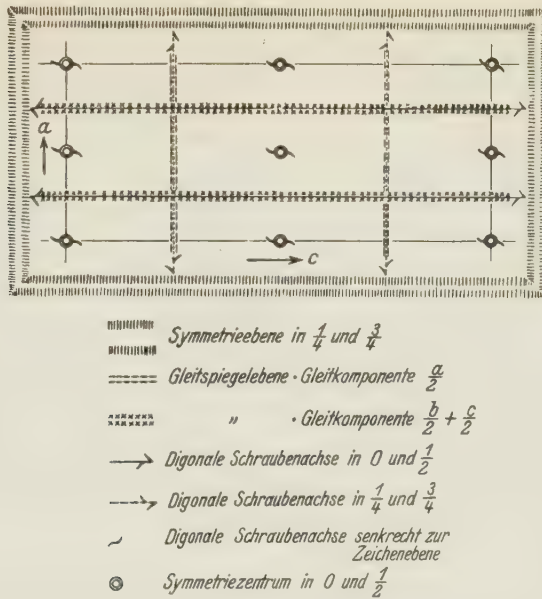 a
c
Symmetrieebene in 1/4 und 3/4
Gleitspiegelebene · Gleitkomponente a/2
„ · Gleitkomponente b/2 + c/2
Digonale Schraubenachse in 0 und 1/2
Digonale Schraubenachse in 1/4 und 3/4
Digonale Schraubenachse senkrecht zur
Zeichenebene
Symmetriezentrum in 0 und 1/2